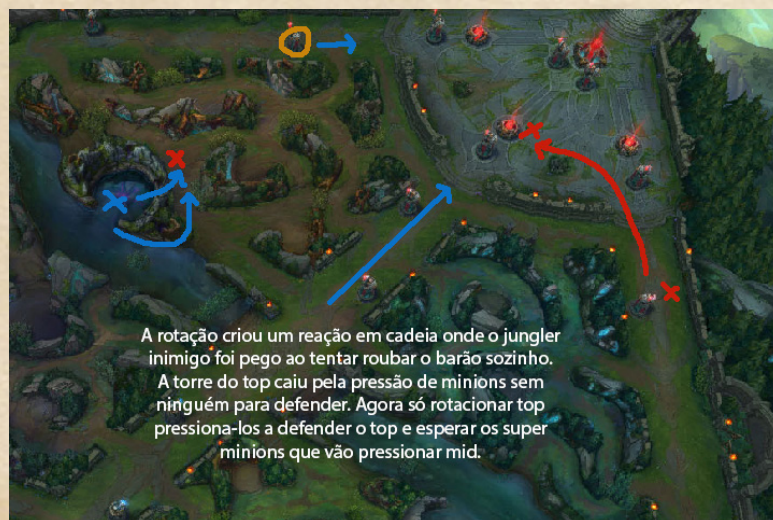 A rotação criou um reação em cadeia onde o jungler
inimigo foi pego ao tentar roubar o barão sozinho.
A torre do top caiu pela pressão de minions sem
ninguém para defender. Agora só rotacionar top
pressiona-los a defender o top e esperar os super
minions que vão pressionar mid.